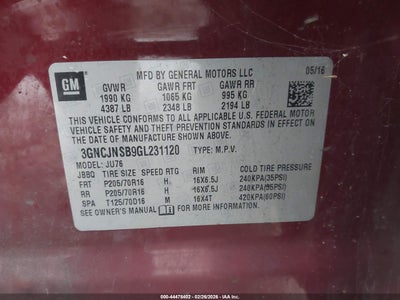 GM
MFD BY GENERAL MOTORS LLC 05/16
GVWR GAWR FRT GAWR RR
1990 KG 1065 KG 995 KG
4387 LB 2348 LB 2194 LB
THIS VEHICLE CONFORMS TO ALL APPLICABLE U.S. FEDERAL
MOTOR VEHICLE SAFETY, BUMPER, AND
THEFT PREVENTION STANDARDS IN EFFECT ON THE
DATE OF MANUFACTURE SHOWN ABOVE.
3GNCJNSB9GL231120 TYPE: M.P.V.
MODEL: JU76
JBBQ TIRE SIZE SPEED RTG RIM COLD TIRE PRESSURE
FRT P205/70R16 H 16X6.5J 240KPA(35PSI)
RR P205/70R16 H 16X6.5J 240KPA(35PSI)
SPA T125/70D16 M 16X4T 420KPA(60PSI)
SEE OWNER MANUAL FOR MORE INFORMATION.
000-44478402 - 02/26/2026 - IAAI.COM